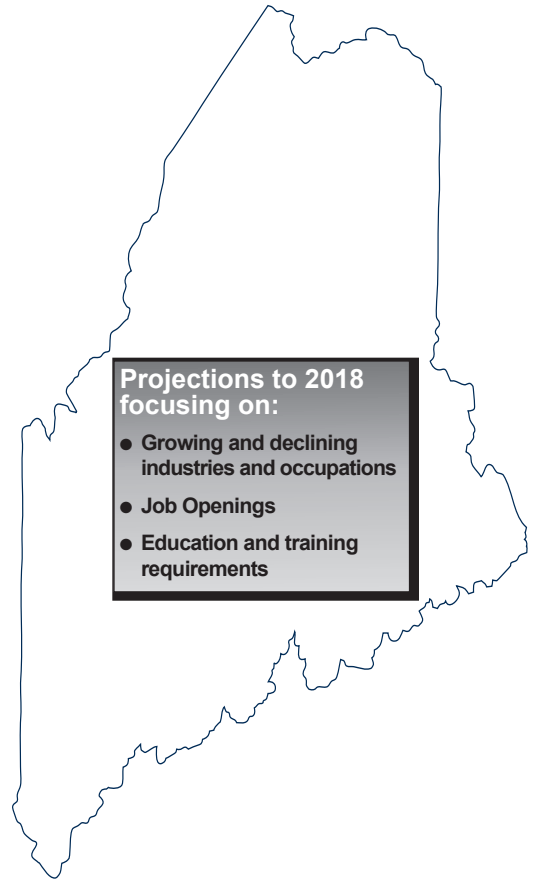 Projections to 2018
focusing on:
● Growing and declining
industries and occupations
● Job Openings
● Education and training
requirements